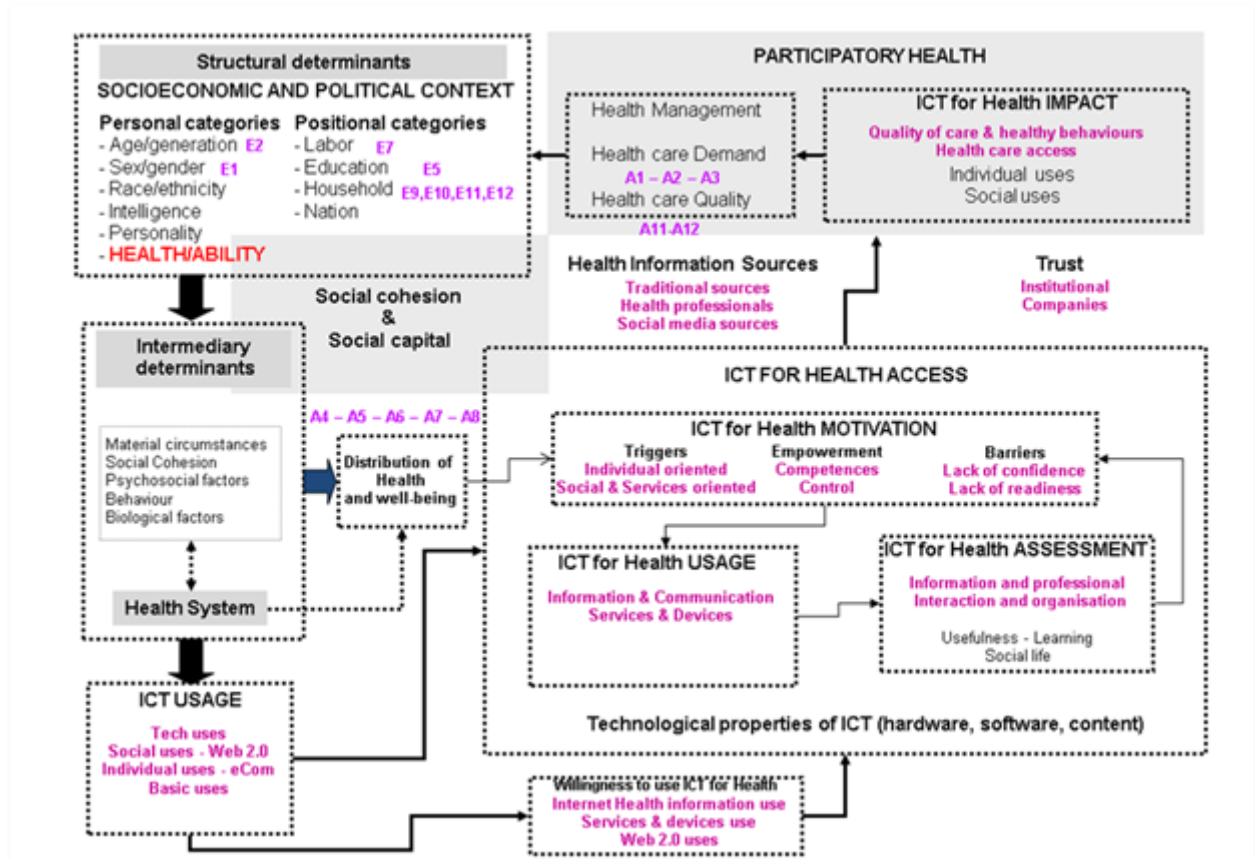 Structural determinants
SOCIOECONOMIC AND POLITICAL CONTEXT
Personal categories
- Age/generation E2
- Sex/gender E1
- Race/ethnicity
- Intelligence
- Personality
- HEALTH/ABILITY
Positional categories
- Labor E7
- Education E5
- Household E9,E10,E11,E12
- Nation
PARTICIPATORY HEALTH
Health Management
Health care Demand
A1 – A2 – A3
Health care Quality
A11-A12
ICT for Health IMPACT
Quality of care & healthy behaviours
Health care access
Individual uses
Social uses
Health Information Sources
Traditional sources
Health professionals
Social media sources
Trust
Institutional
Companies
Social cohesion
&
Social capital
Intermediary
determinants
Material circumstances
Social Cohesion
Psychosocial factors
Behaviour
Biological factors
Health System
A4 – A5 – A6 – A7 – A8
Distribution of
Health
and well-being
ICT FOR HEALTH ACCESS
ICT for Health MOTIVATION
Triggers
Individual oriented
Social & Services oriented
Empowerment
Competences
Control
Barriers
Lack of confidence
Lack of readiness
ICT for Health USAGE
Information & Communication
Services & Devices
ICT for Health ASSESSMENT
Information and professional
Interaction and organisation
Usefulness - Learning
Social life
Technological properties of ICT (hardware, software, content)
ICT USAGE
Tech uses
Social uses - Web 2.0
Individual uses - eCom
Basic uses
Willingness to use ICT for Health
Internet Health information use
Services & devices use
Web 2.0 uses